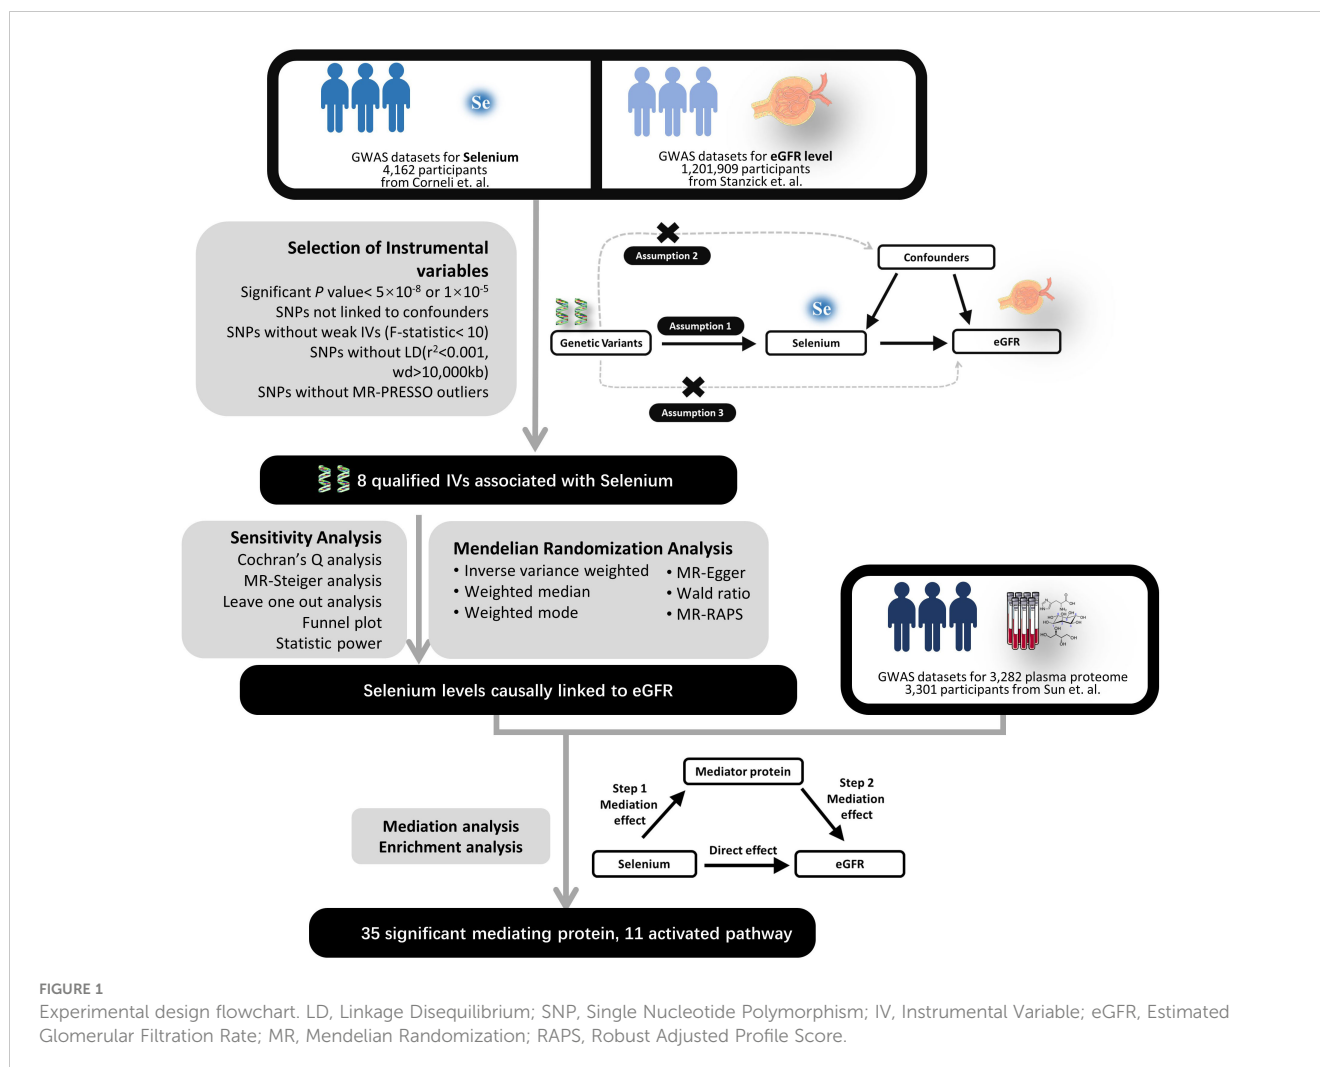 Se
GWAS datasets for Selenium
4,162 participants
from Corneli et. al.
GWAS datasets for eGFR level
1,201,909 participants
from Stanzick et. al.
Selection of Instrumental
variables
Significant P value< 5×10-8 or 1×10-5
SNPs not linked to confounders
SNPs without weak IVs (F-statistic< 10)
SNPs without LD(r2<0.001,
wd>10,000kb)
SNPs without MR-PRESSO outliers
Assumption 2
Confounders
Se
Assumption 1
Genetic Variants
Selenium
eGFR
Assumption 3
8 qualified IVs associated with Selenium
Sensitivity Analysis
Cochran's Q analysis
MR-Steiger analysis
Leave one out analysis
Funnel plot
Statistic power
Mendelian Randomization Analysis
• Inverse variance weighted
• Weighted median
• Weighted mode
• MR-Egger
• Wald ratio
• MR-RAPS
GWAS datasets for 3,282 plasma proteome
3,301 participants from Sun et. al.
Selenium levels causally linked to eGFR
Mediator protein
Step 1
Mediation
effect
Step 2
Mediation
effect
Direct effect
Selenium
eGFR
Mediation analysis
Enrichment analysis
35 significant mediating protein, 11 activated pathway
FIGURE 1
Experimental design flowchart. LD, Linkage Disequilibrium; SNP, Single Nucleotide Polymorphism; IV, Instrumental Variable; eGFR, Estimated
Glomerular Filtration Rate; MR, Mendelian Randomization; RAPS, Robust Adjusted Profile Score.